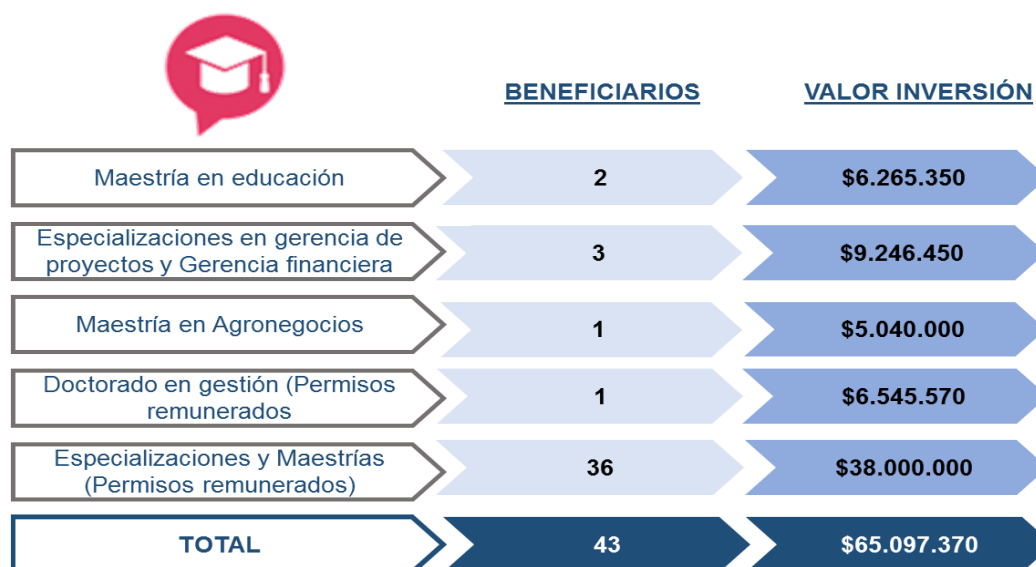 BENEFICIARIOS VALOR INVERSIÓN
Maestría en educación 2 $6.265.350
Especializaciones en gerencia de
proyectos y Gerencia financiera 3 $9.246.450
Maestría en Agronegocios 1 $5.040.000
Doctorado en gestión (Permisos
remunerados 1 $6.545.570
Especializaciones y Maestrías
(Permisos remunerados) 36 $38.000.000
TOTAL 43 $65.097.370